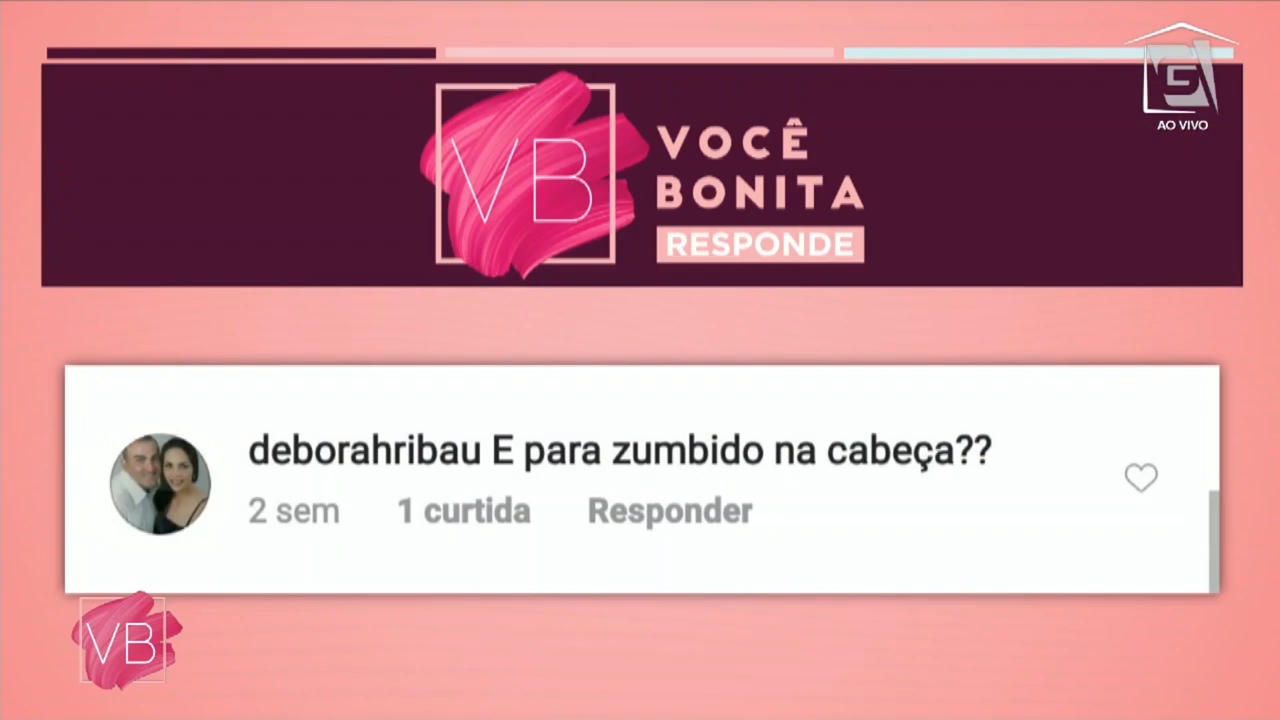 VB
VOCÊ
BONITA
RESPONDE
G
AO VIVO
deborahribau E para zumbido na cabeça??
2 sem 1 curtida Responder
VB